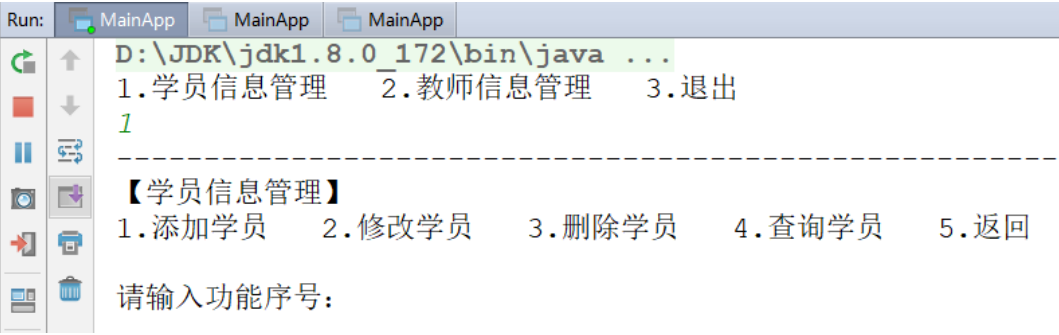 Run: MainApp MainApp MainApp
D:\JDK\jdk1.8.0_172\bin\java ...
1.学员信息管理 2.教师信息管理 3.退出
1
------------------------------------------------------
【学员信息管理】
1.添加学员 2.修改学员 3.删除学员 4.查询学员 5.返回
请输入功能序号: